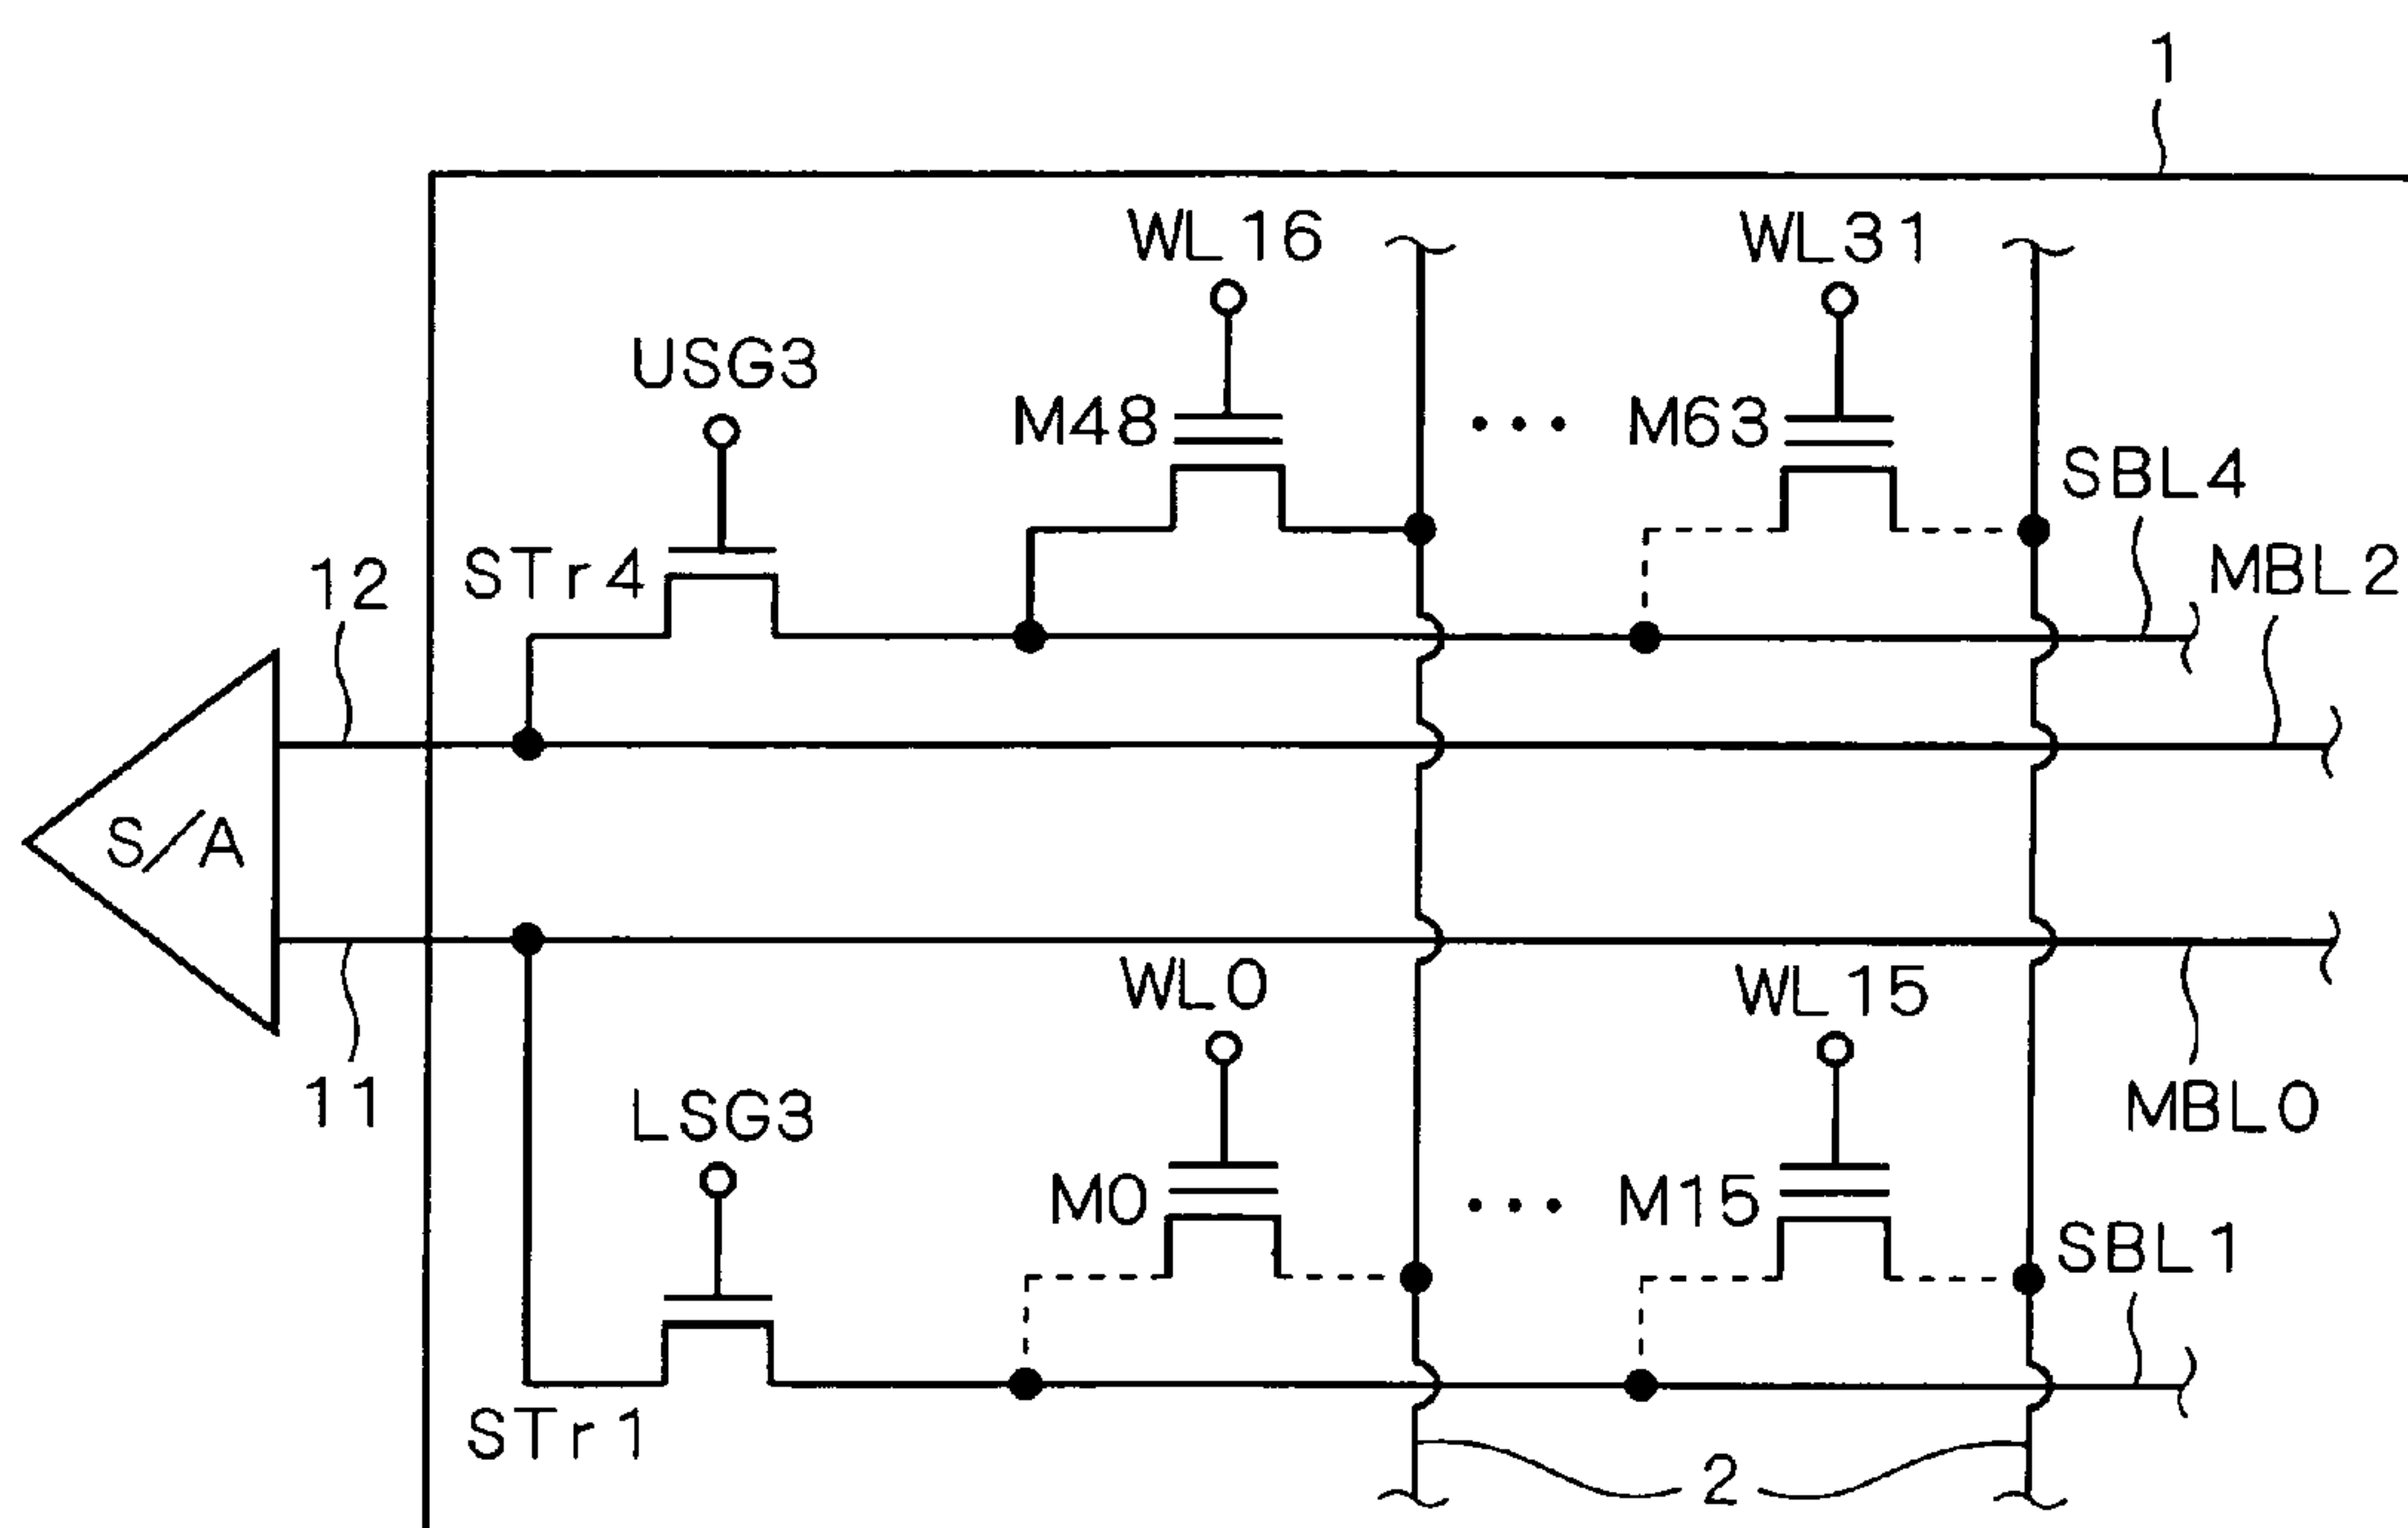 1
WL16
WL31
USG3
M48
• • •
M63
SBL4
MBL2
12
STr4
S/A
WL0
WL15
11
MBL0
LSG3
M0
• • •
M15
SBL1
STr1
2